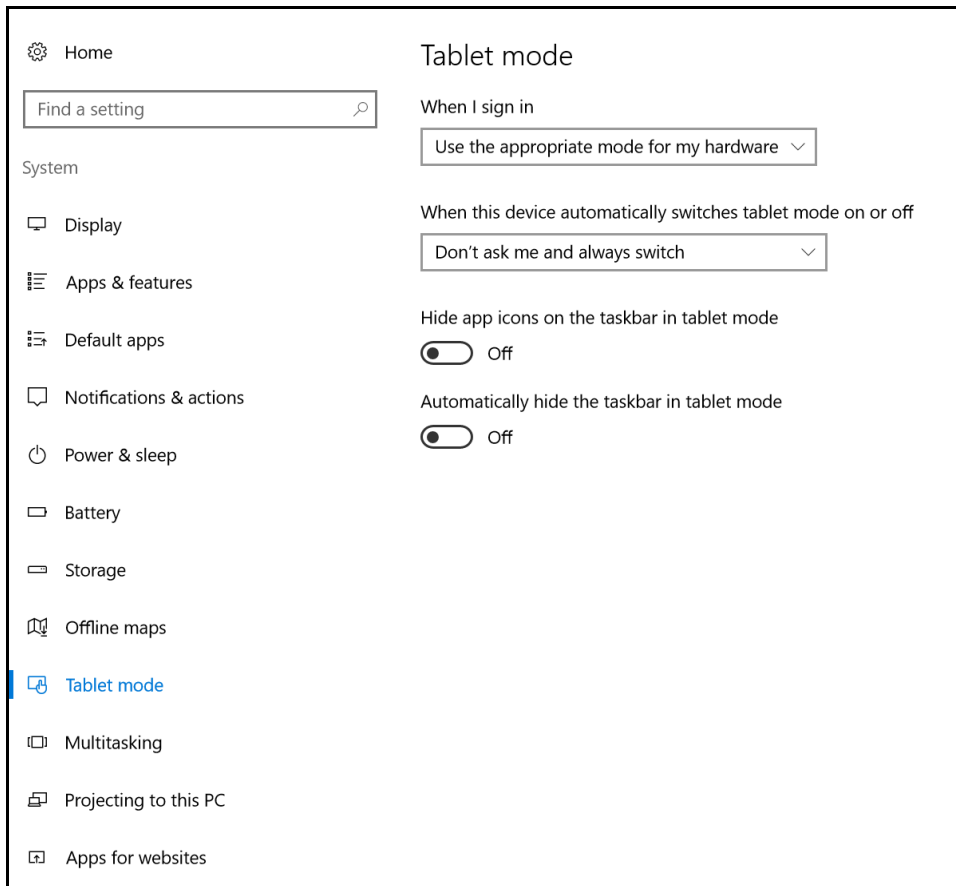 Home
Find a setting
System
Display
Apps & features
Default apps
Notifications & actions
Power & sleep
Battery
Storage
Offline maps
Tablet mode
Multitasking
Projecting to this PC
Apps for websites
Tablet mode
When I sign in
Use the appropriate mode for my hardware
When this device automatically switches tablet mode on or off
Don't ask me and always switch
Hide app icons on the taskbar in tablet mode
Off
Automatically hide the taskbar in tablet mode
Off